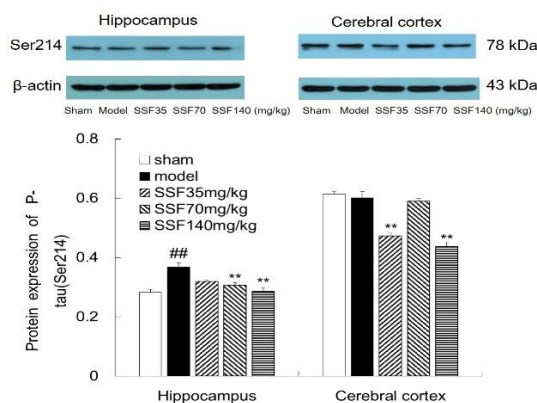 Hippocampus
Cerebral cortex
Ser214
78 kDa
β-actin
43 kDa
Sham Model SSF35 SSF70 SSF140 (mg/kg)
Sham Model SSF35 SSF70 SSF140 (mg/kg)
Protein expression of P-
tau(Ser214)
0.8
0.6
0.4
0.2
0
sham
model
SSF35mg/kg
SSF70mg/kg
SSF140mg/kg
##
**
**
**
**
Hippocampus
Cerebral cortex